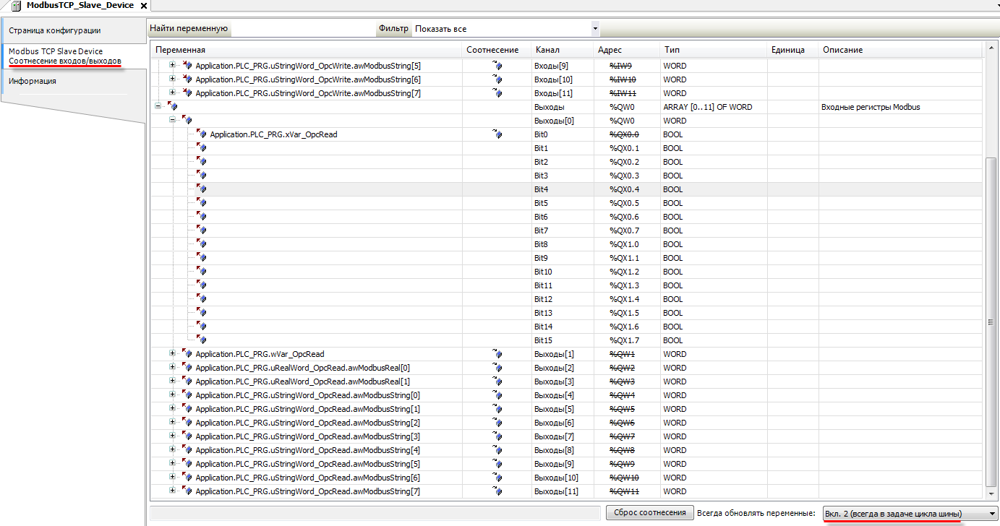 ModbusTCP_Slave_Device
Страница конфигурации
Modbus TCP Slave Device
Соотнесение входов/выходов
Информация
Найти переменную Фильтр Показать все
Переменная Соотнесение Канал Адрес Тип Единица Описание
Application.PLC_PRG.uStringWord_OpcWrite.awModbusString[5] Входы[9] %IW9 WORD
Application.PLC_PRG.uStringWord_OpcWrite.awModbusString[6] Входы[10] %IW10 WORD
Application.PLC_PRG.uStringWord_OpcWrite.awModbusString[7] Входы[11] %IW11 WORD
Выходы %QW0 ARRAY [0..11] OF WORD Входные регистры Modbus
Выходы[0] %QW0 WORD
Application.PLC_PRG.xVar_OpcRead Bit0 %QX0.0 BOOL
Bit1 %QX0.1 BOOL
Bit2 %QX0.2 BOOL
Bit3 %QX0.3 BOOL
Bit4 %QX0.4 BOOL
Bit5 %QX0.5 BOOL
Bit6 %QX0.6 BOOL
Bit7 %QX0.7 BOOL
Bit8 %QX1.0 BOOL
Bit9 %QX1.1 BOOL
Bit10 %QX1.2 BOOL
Bit11 %QX1.3 BOOL
Bit12 %QX1.4 BOOL
Bit13 %QX1.5 BOOL
Bit14 %QX1.6 BOOL
Bit15 %QX1.7 BOOL
Application.PLC_PRG.wVar_OpcRead Выходы[1] %QW1 WORD
Application.PLC_PRG.uRealWord_OpcRead.awModbusReal[0] Выходы[2] %QW2 WORD
Application.PLC_PRG.uRealWord_OpcRead.awModbusReal[1] Выходы[3] %QW3 WORD
Application.PLC_PRG.uStringWord_OpcRead.awModbusString[0] Выходы[4] %QW4 WORD
Application.PLC_PRG.uStringWord_OpcRead.awModbusString[1] Выходы[5] %QW5 WORD
Application.PLC_PRG.uStringWord_OpcRead.awModbusString[2] Выходы[6] %QW6 WORD
Application.PLC_PRG.uStringWord_OpcRead.awModbusString[3] Выходы[7] %QW7 WORD
Application.PLC_PRG.uStringWord_OpcRead.awModbusString[4] Выходы[8] %QW8 WORD
Application.PLC_PRG.uStringWord_OpcRead.awModbusString[5] Выходы[9] %QW9 WORD
Application.PLC_PRG.uStringWord_OpcRead.awModbusString[6] Выходы[10] %QW10 WORD
Application.PLC_PRG.uStringWord_OpcRead.awModbusString[7] Выходы[11] %QW11 WORD
Сброс соотнесения Всегда обновлять переменные: Вкл. 2 (всегда в задаче цикла шины)